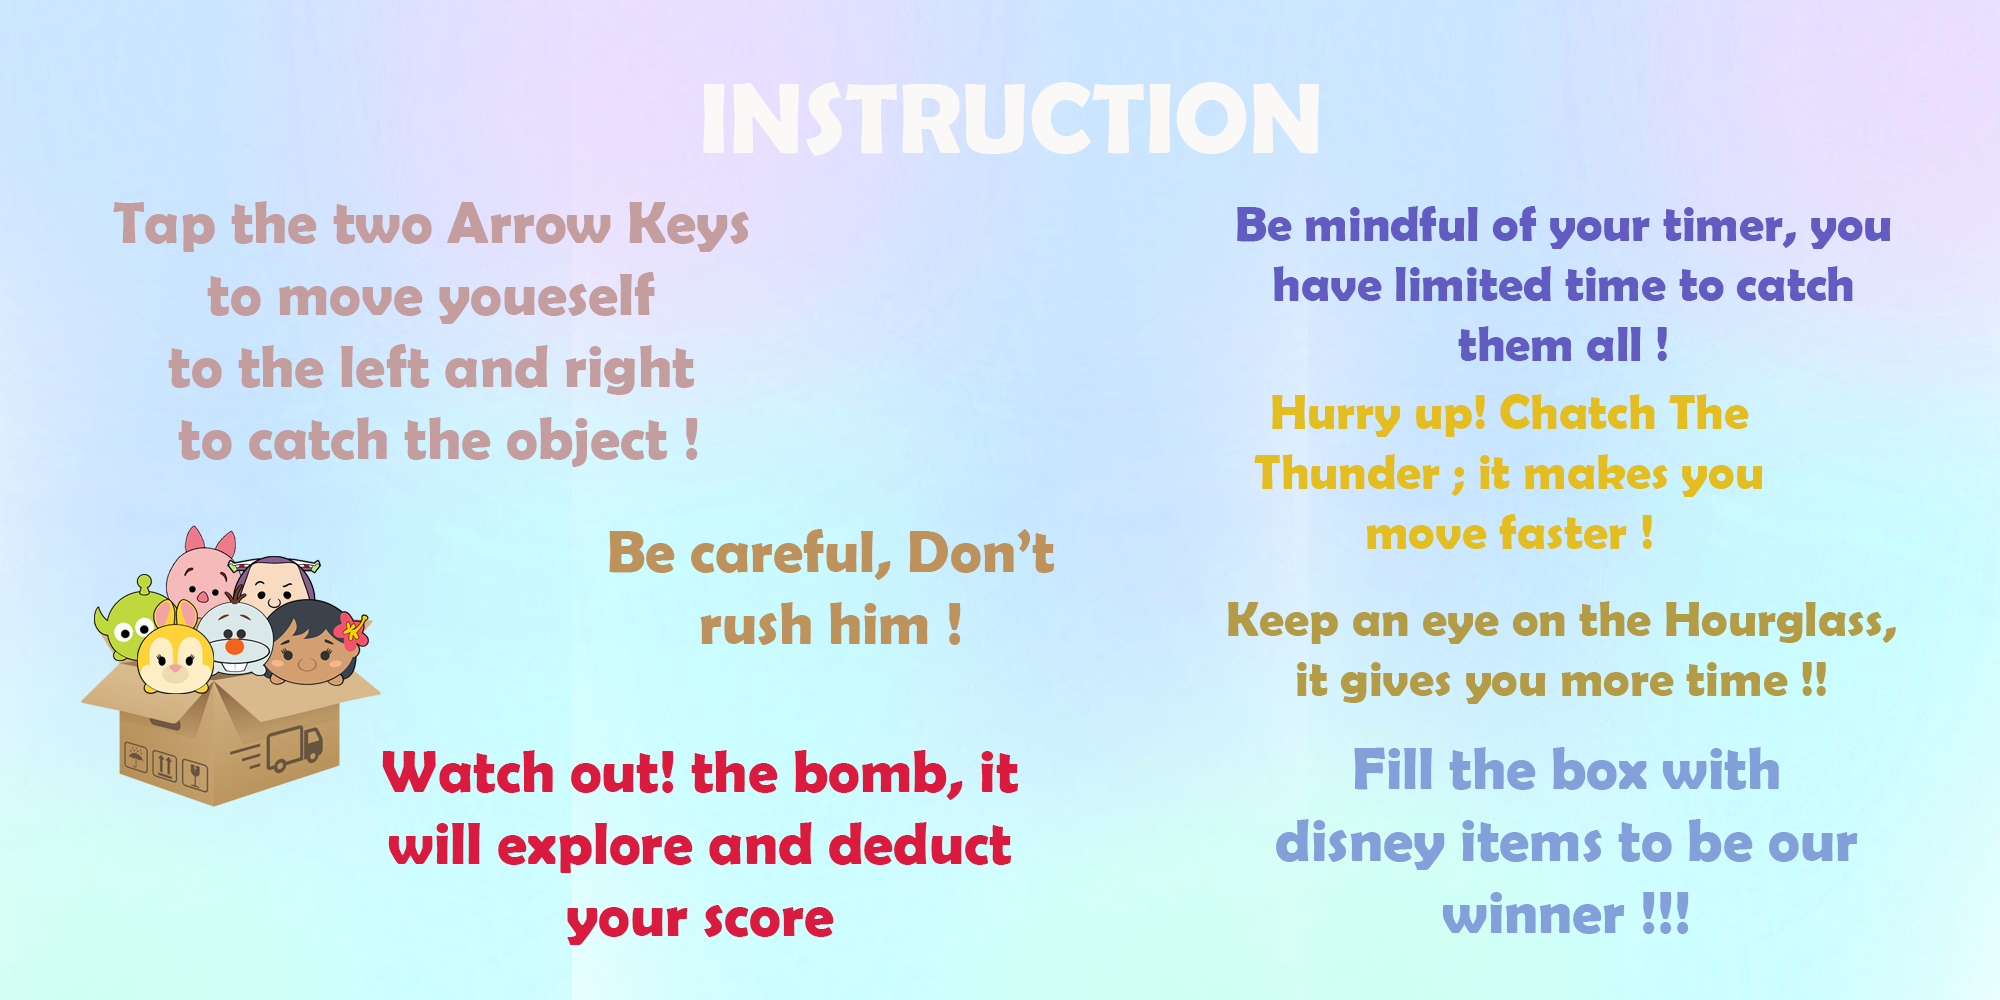 INSTRUCTION
Tap the two Arrow Keys
to move youeself
to the left and right
to catch the object !
Be careful, Don’t
rush him !
Watch out! the bomb, it
will explore and deduct
your score
Be mindful of your timer, you
have limited time to catch
them all !
Hurry up! Chatch The
Thunder ; it makes you
move faster !
Keep an eye on the Hourglass,
it gives you more time !!
Fill the box with
disney items to be our
winner !!!